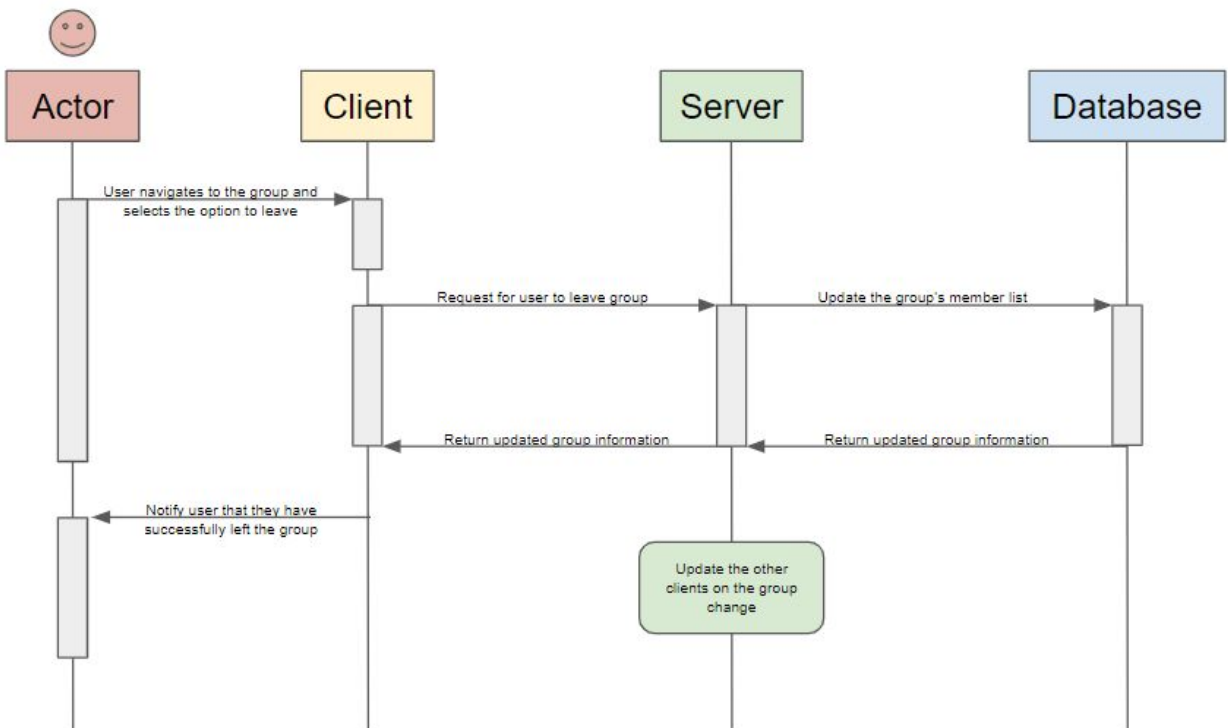 Actor
Client
Server
Database
User navigates to the group and
selects the option to leave
Request for user to leave group
Update the group's member list
Return updated group information
Return updated group information
Notify user that they have
successfully left the group
Update the other
clients on the group
change